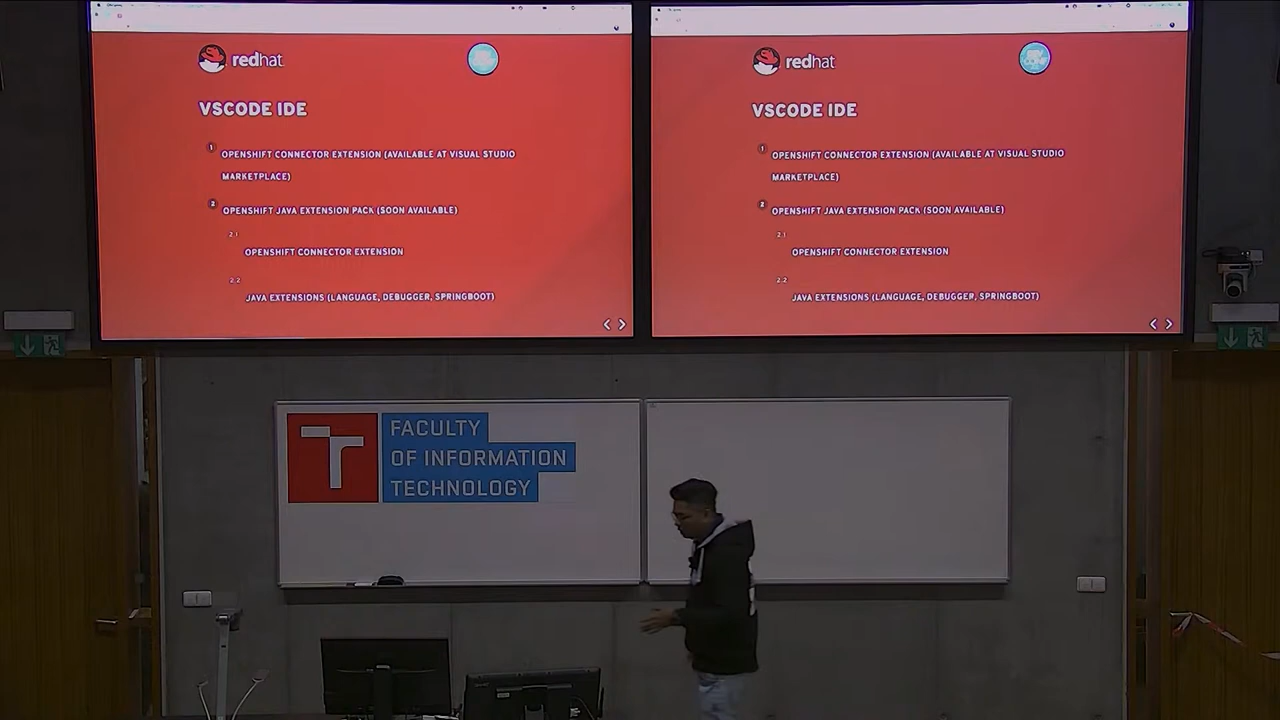 redhat.
VSCODE IDE
1 OPENSHIFT CONNECTOR EXTENSION (AVAILABLE AT VISUAL STUDIO
MARKETPLACE)
2 OPENSHIFT JAVA EXTENSION PACK (SOON AVAILABLE)
2.1
OPENSHIFT CONNECTOR EXTENSION
2.2
JAVA EXTENSIONS (LANGUAGE, DEBUGGER, SPRINGBOOT)
redhat.
VSCODE IDE
1 OPENSHIFT CONNECTOR EXTENSION (AVAILABLE AT VISUAL STUDIO
MARKETPLACE)
2 OPENSHIFT JAVA EXTENSION PACK (SOON AVAILABLE)
2.1
OPENSHIFT CONNECTOR EXTENSION
2.2
JAVA EXTENSIONS (LANGUAGE, DEBUGGER, SPRINGBOOT)
FACULTY
OF INFORMATION
TECHNOLOGY